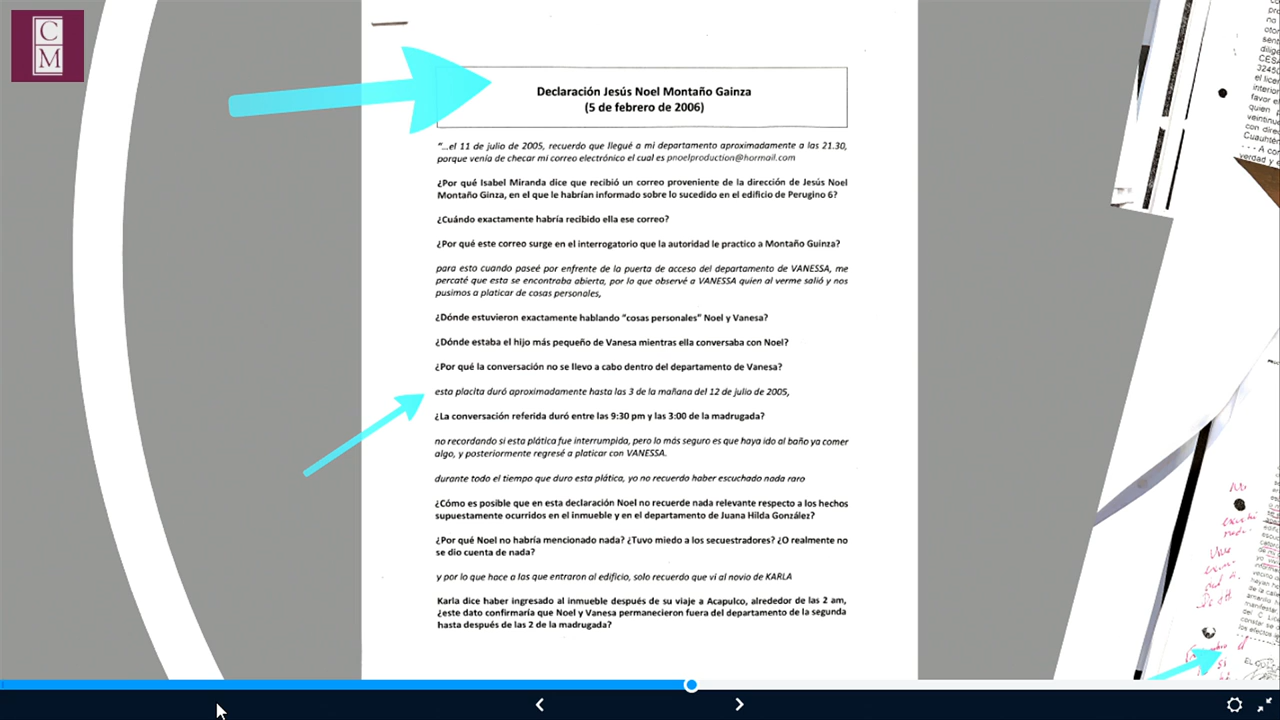 C
M
Declaración Jesús Noel Montaño Gainza
(5 de febrero de 2006)
"...el 11 de julio de 2005, recuerdo que llegué a mi departamento aproximadamente a las 21.30,
porque venía de checar mi correo electrónico el cual es pnoelproduction@hormail.com
¿Por qué Isabel Miranda dice que recibió un correo proveniente de la dirección de Jesús Noel
Montaño Ginza, en el que le habrían informado sobre lo sucedido en el edificio de Perugino 6?
¿Cuándo exactamente habría recibido ella ese correo?
¿Por qué este correo surge en el interrogatorio que la autoridad le practico a Montaño Guinza?
para esto cuando paseé por enfrente de la puerta de acceso del departamento de VANESSA, me
percaté que esta se encontraba abierta, por lo que observé a VANESSA quien al verme salió y nos
pusimos a platicar de cosas personales,
¿Dónde estuvieron exactamente hablando "cosas personales" Noel y Vanesa?
¿Dónde estaba el hijo más pequeño de Vanesa mientras ella conversaba con Noel?
¿Por qué la conversación no se llevo a cabo dentro del departamento de Vanesa?
esta placita duró aproximadamente hasta las 3 de la mañana del 12 de julio de 2005,
¿La conversación referida duró entre las 9:30 pm y las 3:00 de la madrugada?
no recordando si esta plática fue interrumpida, pero lo más seguro es que haya ido al baño ya comer
algo, y posteriormente regresé a platicar con VANESSA.
durante todo el tiempo que duro esta plática, yo no recuerdo haber escuchado nada raro
¿Cómo es posible que en esta declaración Noel no recuerde nada relevante respecto a los hechos
supuestamente ocurridos en el inmueble y en el departamento de Juana Hilda González?
¿Por qué Noel no habría mencionado nada? ¿Tuvo miedo a los secuestradores? ¿O realmente no
se dio cuenta de nada?
y por lo que hace a las que entraron al edificio, solo recuerdo que ví al novio de KARLA
Karla dice haber ingresado al inmueble después de su viaje a Acapulco, alrededor de las 2 am,
¿este dato confirmaría que Noel y Vanesa permanecieron fuera del departamento de la segunda
hasta después de las 2 de la madrugada?